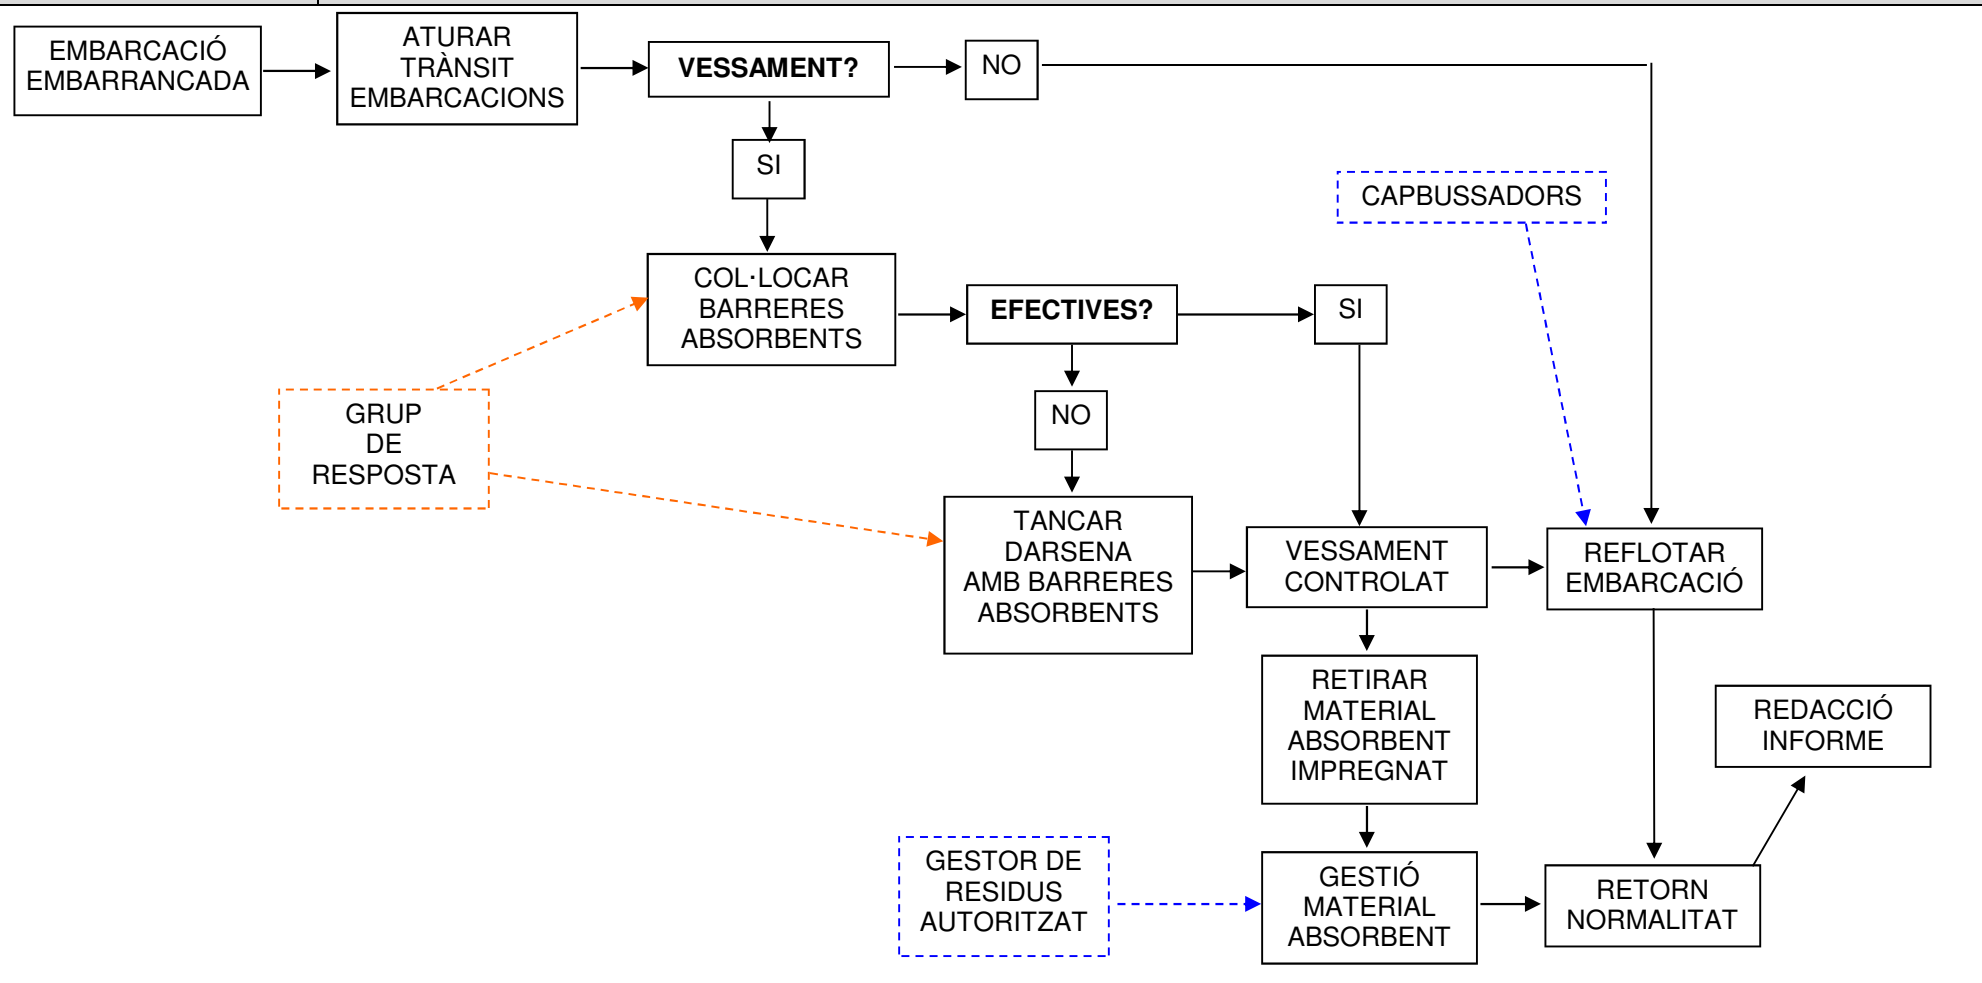 EMBARCACIÓ
EMBARRANCADA
ATURAR
TRÀNSIT
EMBARCACIONS
VESSAMENT?
NO
SI
CAPBUSSADORS
COL·LOCAR
BARRERES
ABSORBENTS
EFECTIVES?
SI
GRUP
DE
RESPOSTA
NO
TANCAR
DARSENA
AMB BARRERES
ABSORBENTS
VESSAMENT
CONTROLAT
REFLOTAR
EMBARCACIÓ
RETIRAR
MATERIAL
ABSORBENT
IMPREGNAT
REDACCIÓ
INFORME
GESTOR DE
RESIDUS
AUTORITZAT
GESTIÓ
MATERIAL
ABSORBENT
RETORN
NORMALITAT